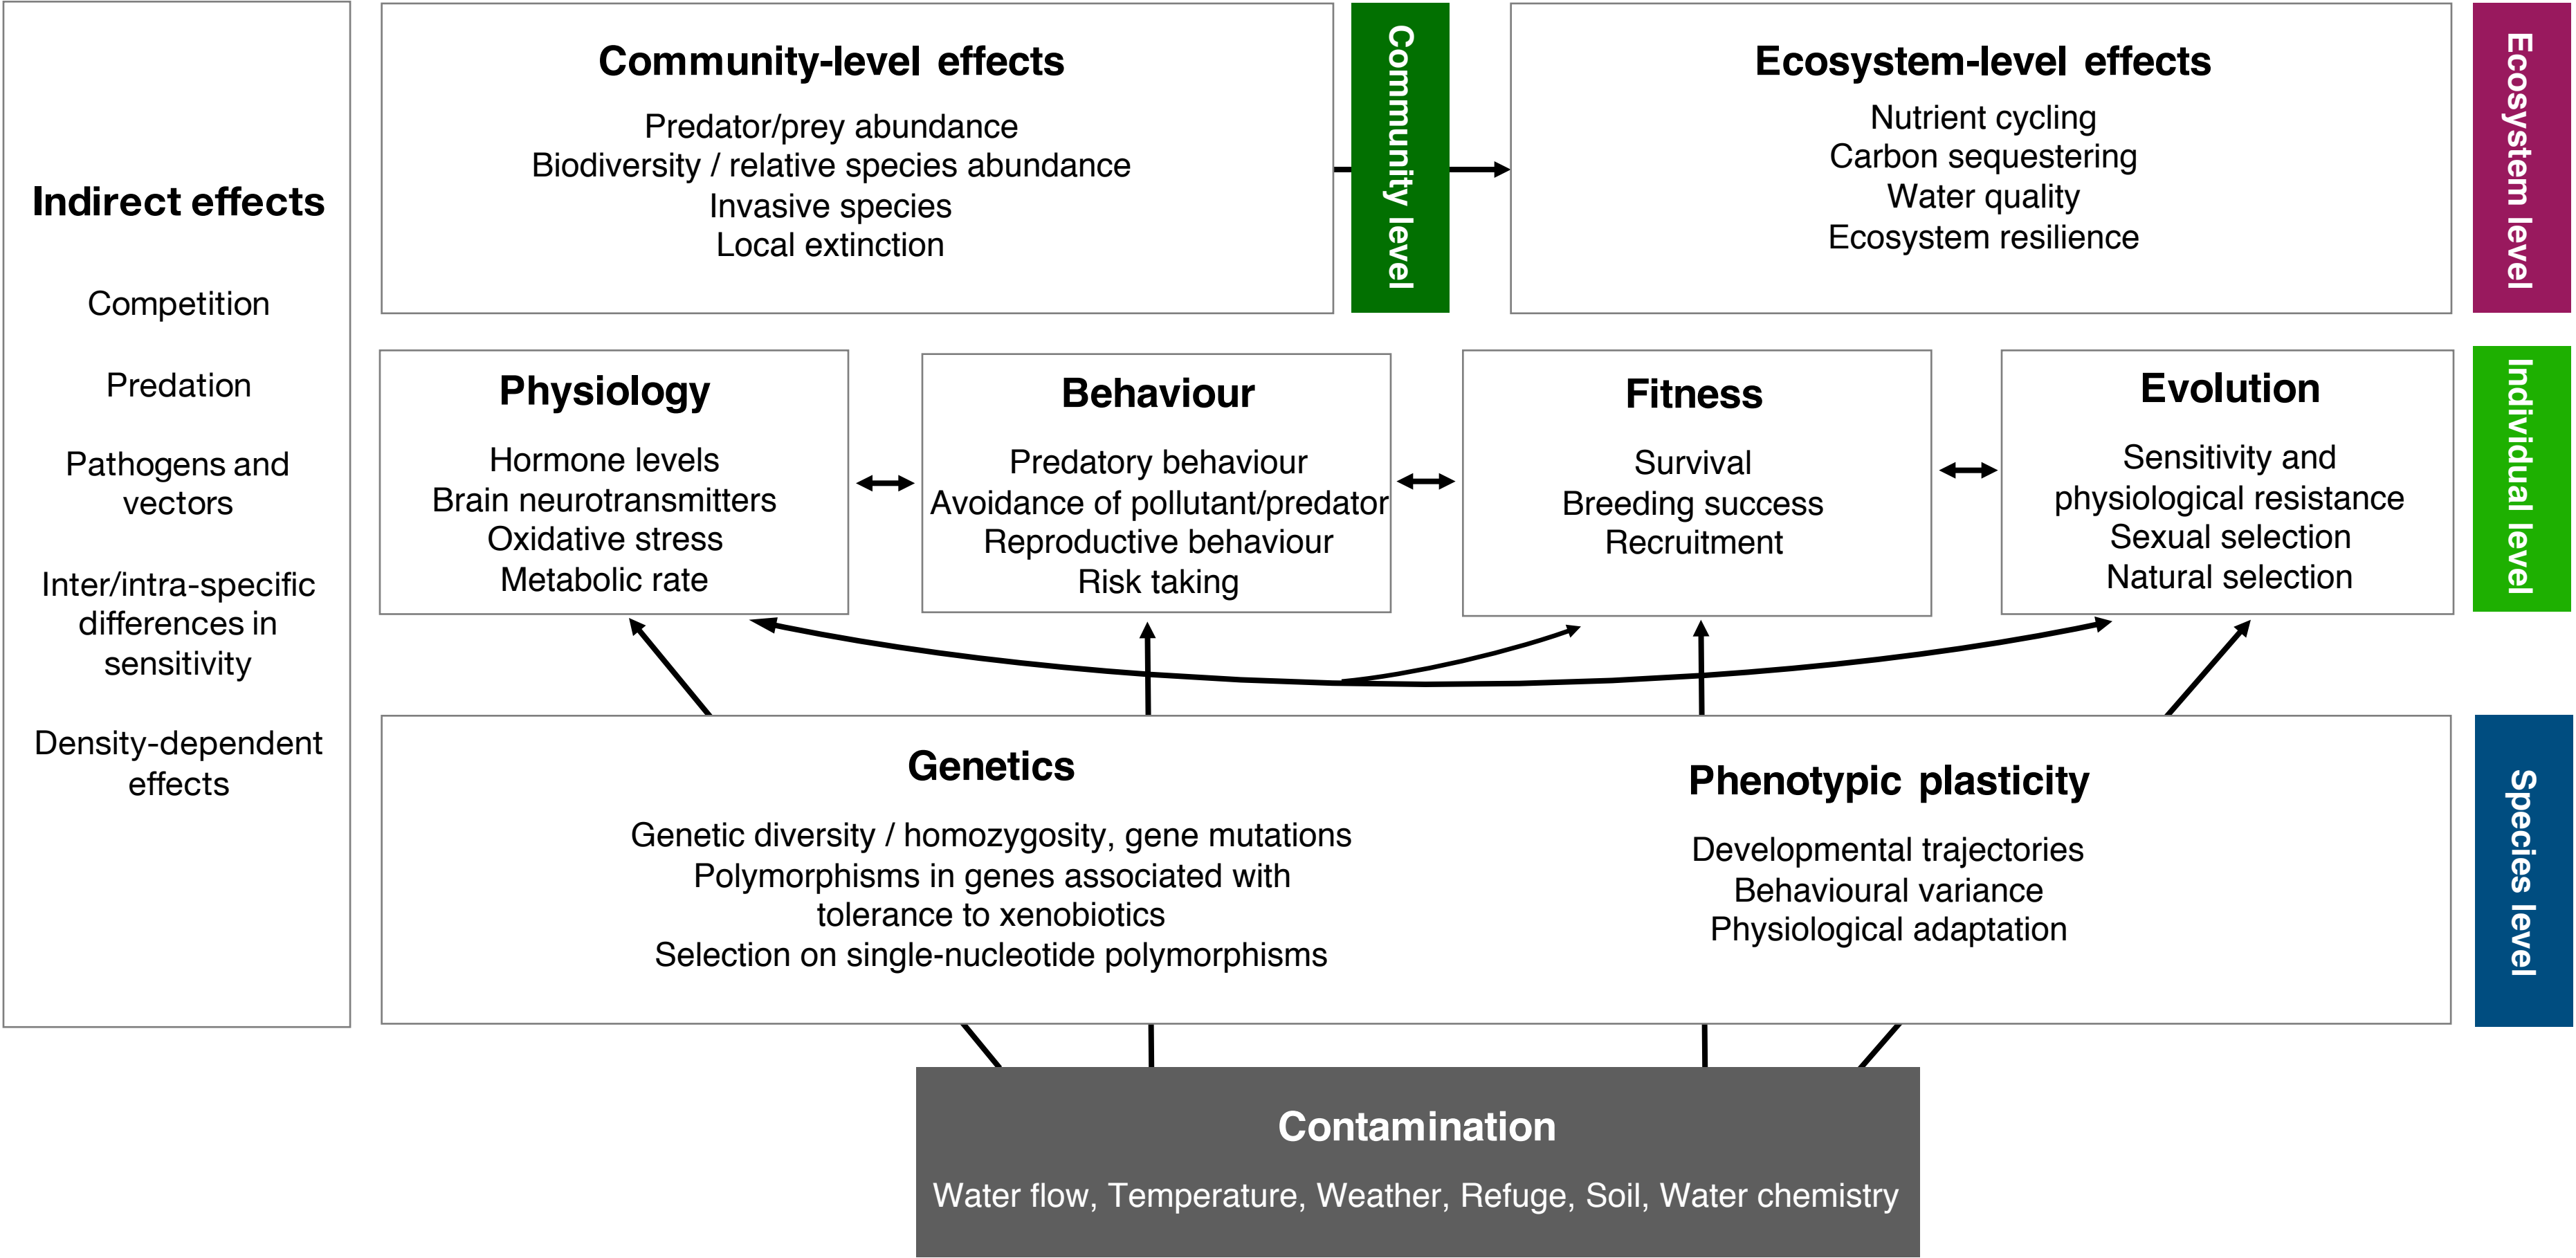 Indirect effects
Competition
Predation
Pathogens and
vectors
Inter/intra-specific
differences in
sensitivity
Density-dependent
effects
Community-level effects
Predator/prey abundance
Biodiversity / relative species abundance
Invasive species
Local extinction
Community level
Ecosystem-level effects
Nutrient cycling
Carbon sequestering
Water quality
Ecosystem resilience
Ecosystem level
Physiology
Hormone levels
Brain neurotransmitters
Oxidative stress
Metabolic rate
Behaviour
Predatory behaviour
Avoidance of pollutant/predator
Reproductive behaviour
Risk taking
Fitness
Survival
Breeding success
Recruitment
Evolution
Sensitivity and
physiological resistance
Sexual selection
Natural selection
Individual level
Genetics
Genetic diversity / homozygosity, gene mutations
Polymorphisms in genes associated with
tolerance to xenobiotics
Selection on single-nucleotide polymorphisms
Phenotypic plasticity
Developmental trajectories
Behavioural variance
Physiological adaptation
Species level
Contamination
Water flow, Temperature, Weather, Refuge, Soil, Water chemistry